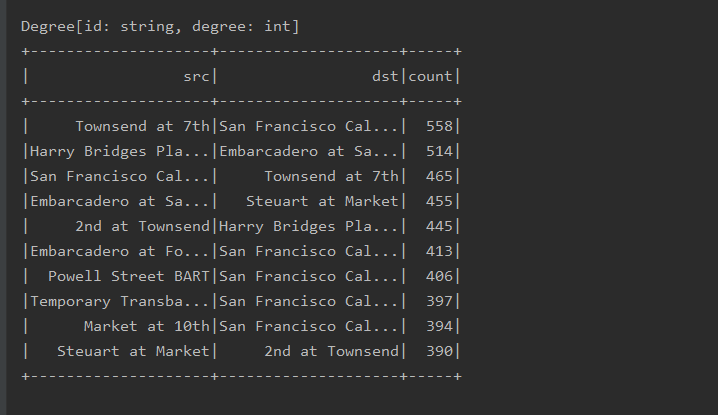 Degree[id: string, degree: int]
+--------------------+--------------------+-----+
|                 src|                 dst|count|
+--------------------+--------------------+-----+
|     Townsend at 7th|San Francisco Cal...|  558|
|Harry Bridges Pla...|Embarcadero at Sa...|  514|
|San Francisco Cal...|     Townsend at 7th|  465|
|Embarcadero at Sa...|   Steuart at Market|  455|
|     2nd at Townsend|Harry Bridges Pla...|  445|
|Embarcadero at Fo...|San Francisco Cal...|  413|
|  Powell Street BART|San Francisco Cal...|  406|
|Temporary Transba...|San Francisco Cal...|  397|
|      Market at 10th|San Francisco Cal...|  394|
|   Steuart at Market|     2nd at Townsend|  390|
+--------------------+--------------------+-----+